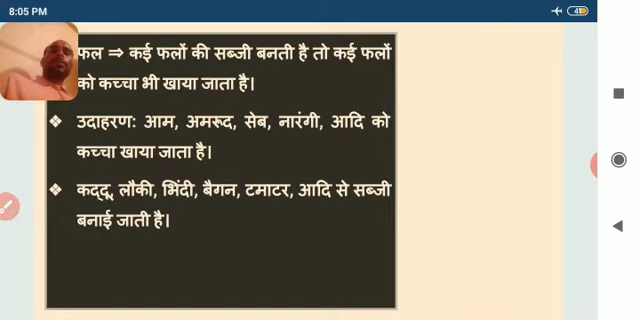 8:05 PM
41
फल ⇒ कई फलों की सब्जी बनती है तो कई फलों
को कच्चा भी खाया जाता है।
❖ उदाहरण: आम, अमरूद, सेब, नारंगी, आदि को
कच्चा खाया जाता है।
❖ कद्दू, लौकी, भिंडी, बैगन, टमाटर, आदि से सब्जी
बनाई जाती है।